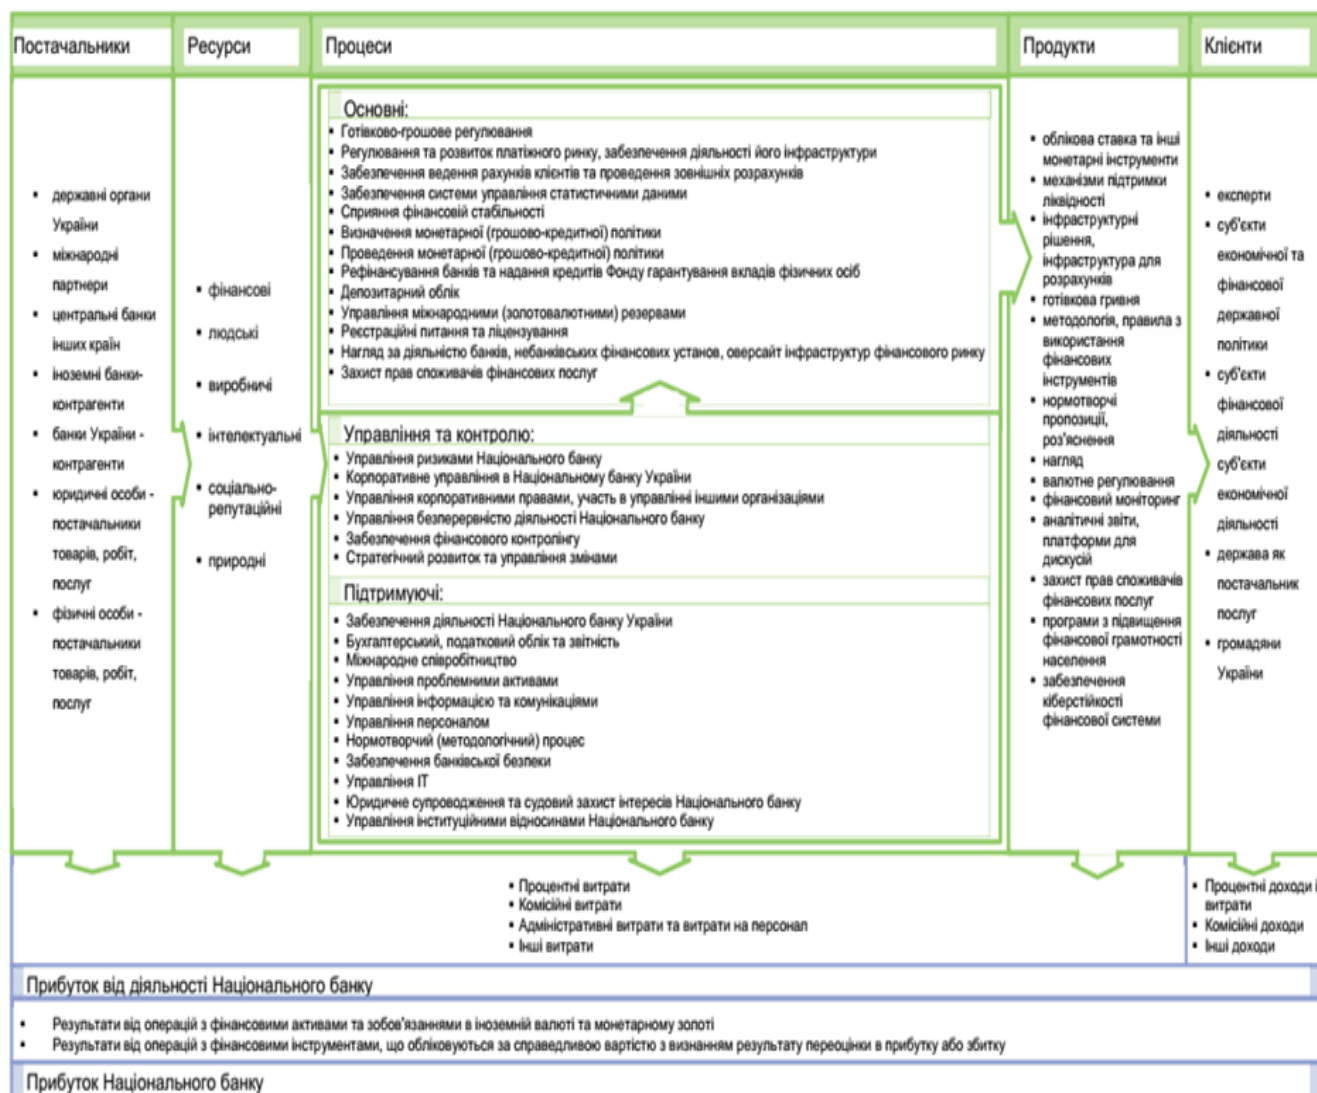 Постачальники
Ресурси
Процеси
Продукти
Клієнти
▪ державні органи
України
▪ міжнародні
партнери
▪ центральні банки
інших країн
▪ іноземні банки-
контрагенти
▪ банки України -
контрагенти
▪ юридичні особи -
постачальники
товарів, робіт,
послуг
▪ фізичні особи -
постачальники
товарів, робіт,
послуг
▪ фінансові
▪ людські
▪ виробничі
▪ інтелектуальні
▪ соціально-
репутаційні
▪ природні
Основні:
▪ Готівково-грошове регулювання
▪ Регулювання та розвиток платіжного ринку, забезпечення діяльності його інфраструктури
▪ Забезпечення ведення рахунків клієнтів та проведення зовнішніх розрахунків
▪ Забезпечення системи управління статистичними даними
▪ Сприяння фінансовій стабільності
▪ Визначення монетарної (грошово-кредитної) політики
▪ Проведення монетарної (грошово-кредитної) політики
▪ Рефінансування банків та надання кредитів Фонду гарантування вкладів фізичних осіб
▪ Депозитарний облік
▪ Управління міжнародними (золотовалютними) резервами
▪ Реєстраційні питання та ліцензування
▪ Нагляд за діяльністю банків, небанківських фінансових установ, оверсайт інфраструктур фінансового ринку
▪ Захист прав споживачів фінансових послуг
Управління та контролю:
▪ Управління ризиками Національного банку
▪ Корпоративне управління в Національному банку України
▪ Управління корпоративними правами, участь в управлінні іншими організаціями
▪ Управління безперервністю діяльності Національного банку
▪ Забезпечення фінансового контролінгу
▪ Стратегічний розвиток та управління змінами
Підтримуючі:
▪ Забезпечення діяльності Національного банку України
▪ Бухгалтерський, податковий облік та звітність
▪ Міжнародне співробітництво
▪ Управління проблемними активами
▪ Управління інформацією та комунікаціями
▪ Управління персоналом
▪ Нормотворчий (методологічний) процес
▪ Забезпечення банківської безпеки
▪ Управління ІТ
▪ Юридичне супроводження та судовий захист інтересів Національного банку
▪ Управління інституційними відносинами Національного банку
▪ облікова ставка та інші
монетарні інструменти
▪ механізми підтримки
ліквідності
▪ інфраструктурні
рішення,
інфраструктура для
розрахунків
▪ готівкова гривня
▪ методологія, правила з
використання
фінансових
інструментів
▪ нормотворчі
пропозиції,
роз'яснення
▪ нагляд
▪ валютне регулювання
▪ фінансовий моніторинг
▪ аналітичні звіти,
платформи для
дискусій
▪ захист прав споживачів
фінансових послуг
▪ програми з підвищення
фінансової грамотності
населення
▪ забезпечення
кіберстійкості
фінансової системи
▪ експерти
▪ суб'єкти
економічної та
фінансової
державної
політики
▪ суб'єкти
фінансової
діяльності
суб'єкти
економічної
діяльності
▪ держава як
постачальник
послуг
▪ громадяни
України
▪ Процентні витрати
▪ Комісійні витрати
▪ Адміністративні витрати та витрати на персонал
▪ Інші витрати
▪ Процентні доходи і
витрати
▪ Комісійні доходи
▪ Інші доходи
Прибуток від діяльності Національного банку
▪ Результати від операцій з фінансовими активами та зобов'язаннями в іноземній валюті та монетарному золоті
▪ Результати від операцій з фінансовими інструментами, що обліковуються за справедливою вартістю з визнанням результату переоцінки в прибутку або збитку
Прибуток Національного банку